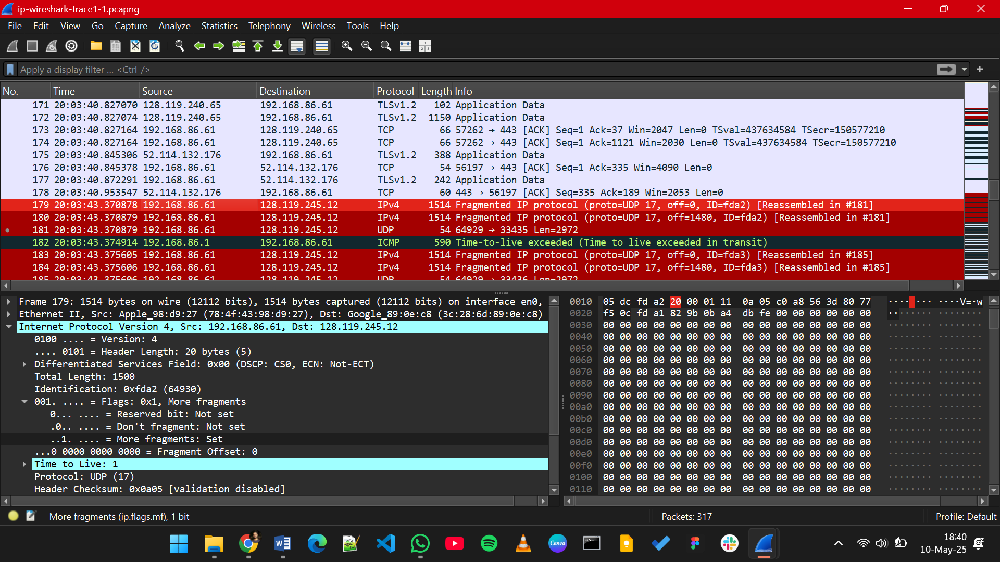 ip-wireshark-trace1-1.pcapng
File Edit View Go Capture Analyze Statistics Telephony Wireless Tools Help
Apply a display filter ... <Ctrl-/>
No. Time Source Destination Protocol Length Info
171 20:03:40.827070 128.119.240.65 192.168.86.61 TLSv1.2 102 Application Data
172 20:03:40.827074 128.119.240.65 192.168.86.61 TLSv1.2 1150 Application Data
173 20:03:40.827164 192.168.86.61 128.119.240.65 TCP 66 57262 → 443 [ACK] Seq=1 Ack=37 Win=2047 Len=0 TSval=437634584 TSecr=150577210
174 20:03:40.827164 192.168.86.61 128.119.240.65 TCP 66 57262 → 443 [ACK] Seq=1 Ack=1121 Win=2030 Len=0 TSval=437634584 TSecr=150577210
175 20:03:40.845306 52.114.132.176 192.168.86.61 TLSv1.2 388 Application Data
176 20:03:40.845378 192.168.86.61 52.114.132.176 TCP 54 56197 → 443 [ACK] Seq=1 Ack=335 Win=4090 Len=0
177 20:03:40.872291 192.168.86.61 52.114.132.176 TLSv1.2 242 Application Data
178 20:03:40.953547 52.114.132.176 192.168.86.61 TCP 60 443 → 56197 [ACK] Seq=335 Ack=189 Win=2053 Len=0
179 20:03:43.370878 192.168.86.61 128.119.245.12 IPv4 1514 Fragmented IP protocol (proto=UDP 17, off=0, ID=fda2) [Reassembled in #181]
180 20:03:43.370879 192.168.86.61 128.119.245.12 IPv4 1514 Fragmented IP protocol (proto=UDP 17, off=1480, ID=fda2) [Reassembled in #181]
181 20:03:43.370879 192.168.86.61 128.119.245.12 UDP 54 64929 → 33435 Len=2972
182 20:03:43.374914 192.168.86.1 192.168.86.61 ICMP 590 Time-to-live exceeded (Time to live exceeded in transit)
183 20:03:43.375605 192.168.86.61 128.119.245.12 IPv4 1514 Fragmented IP protocol (proto=UDP 17, off=0, ID=fda3) [Reassembled in #185]
184 20:03:43.375606 192.168.86.61 128.119.245.12 IPv4 1514 Fragmented IP protocol (proto=UDP 17, off=1480, ID=fda3) [Reassembled in #185]
185 20:03:43.375606 192.168.86.61 128.119.245.12 UDP 54 64929 → 33436 Len=2972
Frame 179: 1514 bytes on wire (12112 bits), 1514 bytes captured (12112 bits) on interface en0,
Ethernet II, Src: Apple_98:d9:27 (78:4f:43:98:d9:27), Dst: Google_89:0e:c8 (3c:28:6d:89:0e:c8)
Internet Protocol Version 4, Src: 192.168.86.61, Dst: 128.119.245.12
0100 .... = Version: 4
.... 0101 = Header Length: 20 bytes (5)
Differentiated Services Field: 0x00 (DSCP: CS0, ECN: Not-ECT)
Total Length: 1500
Identification: 0xfda2 (64930)
001. .... = Flags: 0x1, More fragments
0... .... = Reserved bit: Not set
.0.. .... = Don't fragment: Not set
..1. .... = More fragments: Set
...0 0000 0000 0000 = Fragment Offset: 0
Time to Live: 1
Protocol: UDP (17)
Header Checksum: 0x0a05 [validation disabled]
0010 05 dc fd a2 20 00 01 11 0a 05 c0 a8 56 3d 80 77 ···· ··· ····V=·w
0020 f5 0c fd a1 82 9b 0b a4 db fe 00 00 00 00 00 00 ········ ········
0030 00 00 00 00 00 00 00 00 00 00 00 00 00 00 00 00 ········ ········
0040 00 00 00 00 00 00 00 00 00 00 00 00 00 00 00 00 ········ ········
0050 00 00 00 00 00 00 00 00 00 00 00 00 00 00 00 00 ········ ········
0060 00 00 00 00 00 00 00 00 00 00 00 00 00 00 00 00 ········ ········
0070 00 00 00 00 00 00 00 00 00 00 00 00 00 00 00 00 ········ ········
0080 00 00 00 00 00 00 00 00 00 00 00 00 00 00 00 00 ········ ········
0090 00 00 00 00 00 00 00 00 00 00 00 00 00 00 00 00 ········ ········
00a0 00 00 00 00 00 00 00 00 00 00 00 00 00 00 00 00 ········ ········
00b0 00 00 00 00 00 00 00 00 00 00 00 00 00 00 00 00 ········ ········
00c0 00 00 00 00 00 00 00 00 00 00 00 00 00 00 00 00 ········ ········
00d0 00 00 00 00 00 00 00 00 00 00 00 00 00 00 00 00 ········ ········
00e0 00 00 00 00 00 00 00 00 00 00 00 00 00 00 00 00 ········ ········
00f0 00 00 00 00 00 00 00 00 00 00 00 00 00 00 00 00 ········ ········
0100 00 00 00 00 00 00 00 00 00 00 00 00 00 00 00 00 ········ ········
0110 00 00 00 00 00 00 00 00 00 00 00 00 00 00 00 00 ········ ········
More fragments (ip.flags.mf), 1 bit Packets: 317 Profile: Default
Canva
18:40
10-May-25